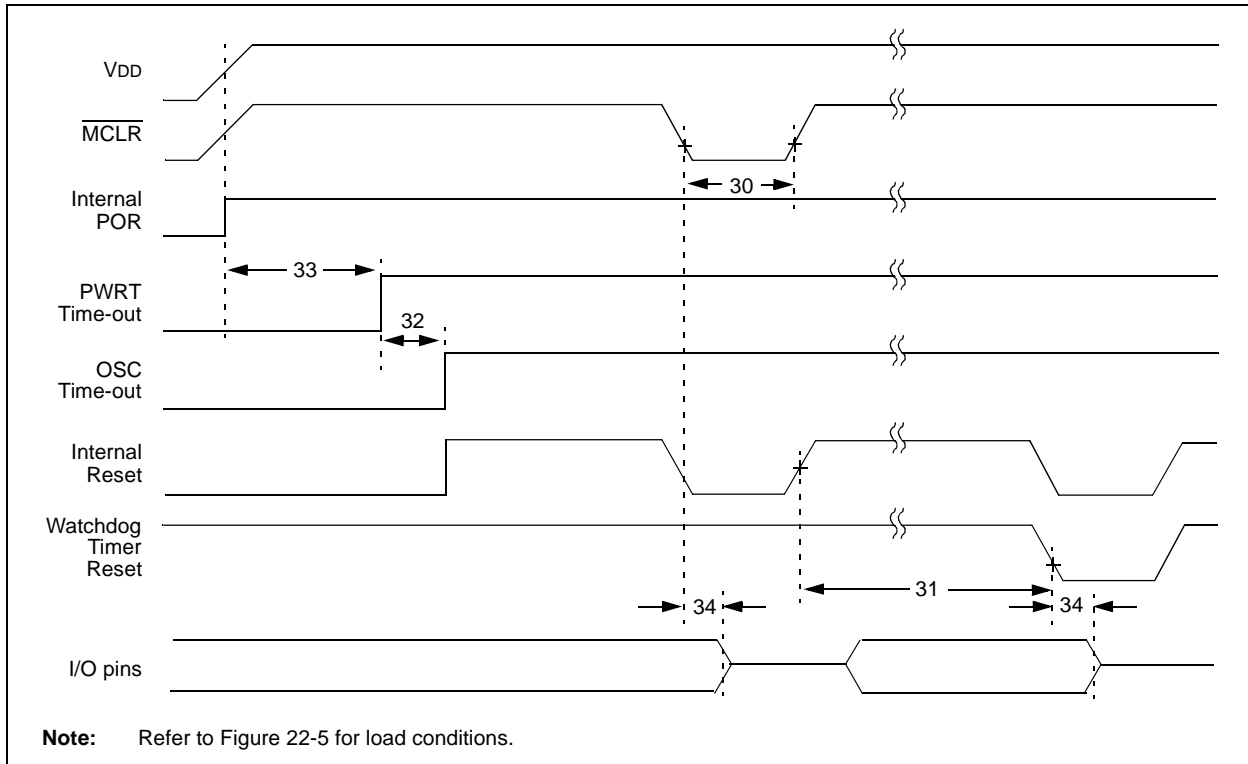 VDD
MCLR
30
Internal
POR
33
PWRT
Time-out
32
OSC
Time-out
Internal
Reset
Watchdog
Timer
Reset
31
34
34
I/O pins
Note: Refer to Figure 22-5 for load conditions.